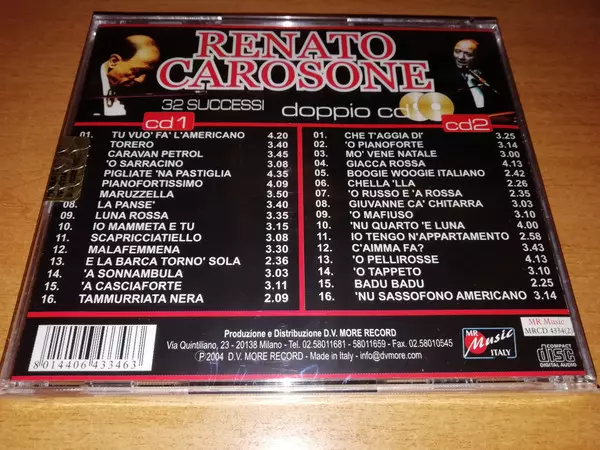 RENATO
CAROSONE
32 SUCCESSI doppio cd
cd1
01. TU VUO' FA' L'AMERICANO 4.20
02. TORERO 3.40
CARAVAN PETROL 3.45
'O SARRACINO 3.08
PIGLIATE 'NA PASTIGLIA 4.35
PIANOFORTISSIMO 4.09
MARUZZELLA 3.50
08. LA PANSE' 3.40
09. LUNA ROSSA 3.35
10. IO MAMMETA E TU 3.15
11. SCAPRICCIATIELLO 3.08
12. MALAFEMMENA 3.30
13. E LA BARCA TORNO' SOLA 2.36
14. 'A SONNAMBULA 3.03
15. 'A CASCIAFORTE 3.11
16. TAMMURRIATA NERA 2.09
cd2
01. CHE T'AGGIA DI' 3.25
02. 'O PIANOFORTE 3.14
03. MO' VENE NATALE 3.00
04. GIACCA ROSSA 4.13
05. BOOGIE WOOGIE ITALIANO 2.42
06. CHELLA 'LLA 2.26
07. 'O RUSSO E 'A ROSSA 2.35
08. GIUVANNE CA' CHITARRA 3.03
09. 'O MAFIUSO 3.10
10. 'NU QUARTO 'E LUNA 4.00
11. IO TENGO N'APPARTAMENTO 2.58
12. C'AIMMA FA? 3.43
13. 'O PELLIROSSE 4.13
14. 'O TAPPETO 3.10
15. BADU BADU 2.25
16. 'NU SASSOFONO AMERICANO 3.14
8014406433463
Produzione e Distribuzione D.V. MORE RECORD
Via Quintiliano, 23 - 20138 Milano - Tel. 02.58011681 - 58011659 - Fax. 02.58010545
℗ 2004 D.V. MORE RECORD - Made in Italy - info@dvmore.com
MR Music
ITALY
MR Music
MRCD 4334(2)
COMPACT
disc
DIGITAL AUDIO